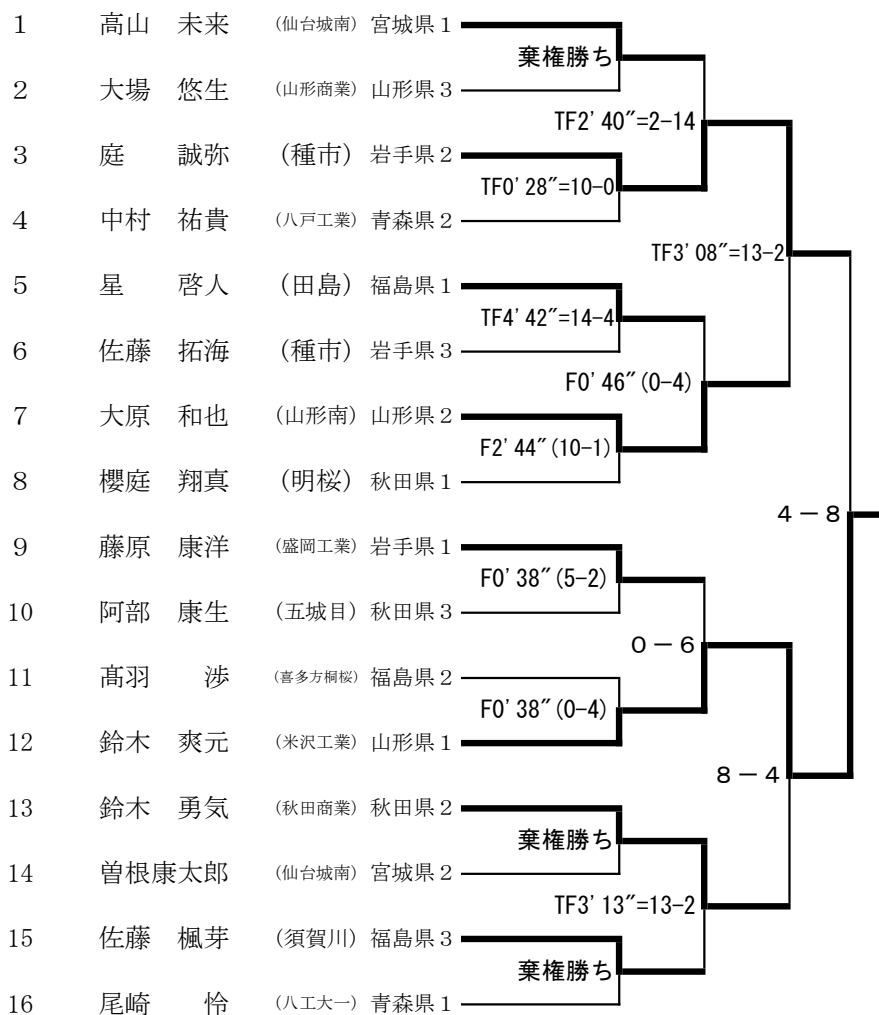 1 高山 未来 (仙台城南) 宮城県 1
棄権勝ち
2 大場 悠生 (山形商業) 山形県 3
TF2'40"=2-14
3 庭 誠弥 (種市) 岩手県 2
TF0'28"=10-0
4 中村 祐貴 (八戸工業) 青森県 2
TF3'08"=13-2
5 星 啓人 (田島) 福島県 1
TF4'42"=14-4
6 佐藤 拓海 (種市) 岩手県 3
F0'46"(0-4)
7 大原 和也 (山形南) 山形県 2
F2'44"(10-1)
8 櫻庭 翔真 (明桜) 秋田県 1
4-8
9 藤原 康洋 (盛岡工業) 岩手県 1
F0'38"(5-2)
10 阿部 康生 (五城目) 秋田県 3
0-6
11 髙羽 渉 (喜多方桐桜) 福島県 2
F0'38"(0-4)
12 鈴木 爽元 (米沢工業) 山形県 1
8-4
13 鈴木 勇気 (秋田商業) 秋田県 2
棄権勝ち
14 曽根康太郎 (仙台城南) 宮城県 2
TF3'13"=13-2
15 佐藤 楓芽 (須賀川) 福島県 3
棄権勝ち
16 尾崎 怜 (八工大一) 青森県 1